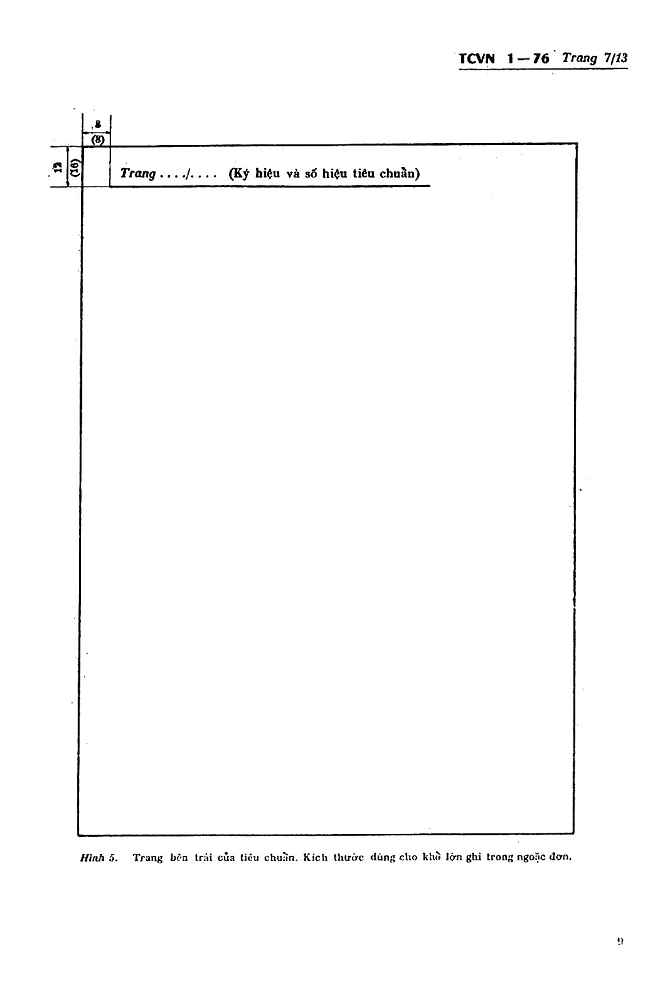 TCVN 1—76 Trang 7/13
8
(8)
12
(16)
Trang ..../.... (Ký hiệu và số hiệu tiêu chuẩn)
Hình 5. Trang bên trái của tiêu chuẩn. Kích thước dùng cho khổ lớn ghi trong ngoặc đơn.
9